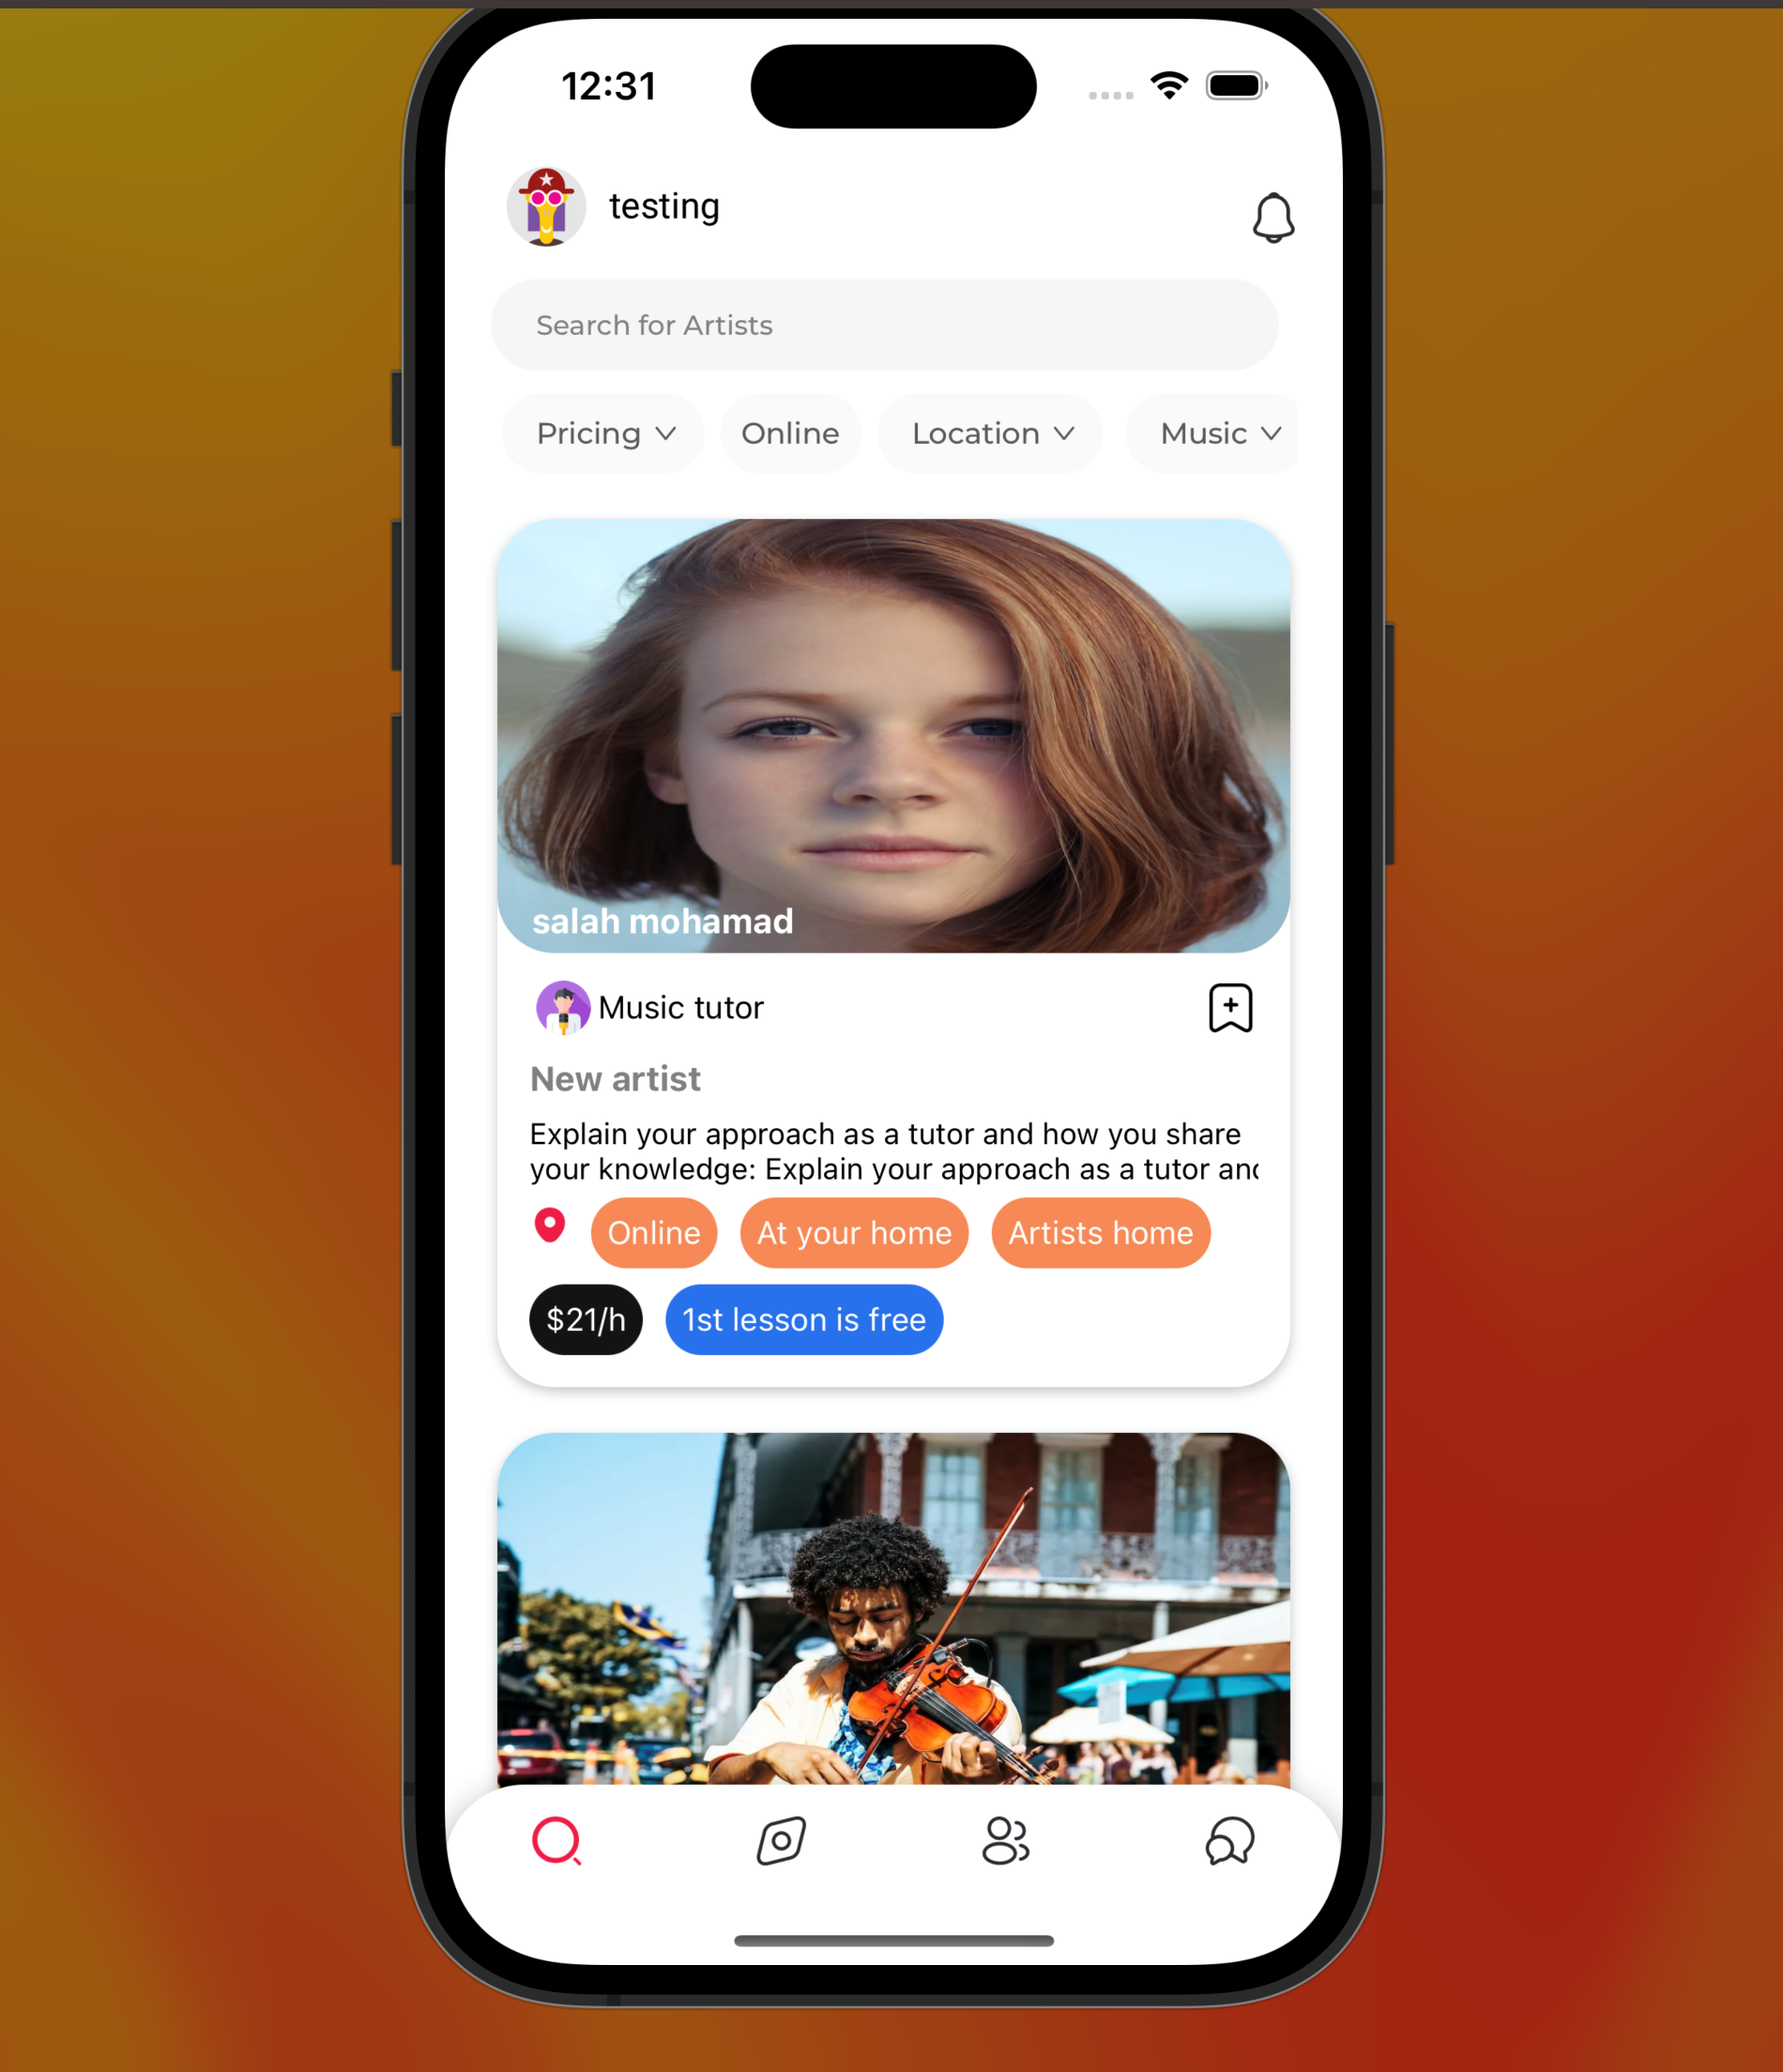 12:31
testing
Search for Artists
Pricing Online Location Music
salah mohamad
Music tutor
New artist
Explain your approach as a tutor and how you share
your knowledge: Explain your approach as a tutor and
Online At your home Artists home
$21/h 1st lesson is free